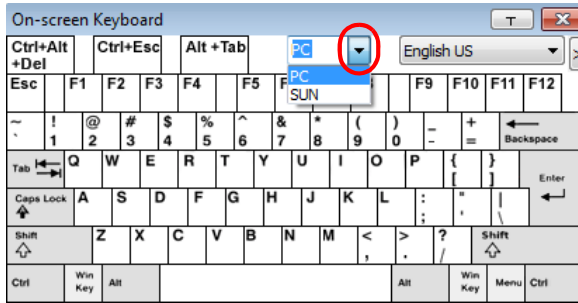 On-screen Keyboard T X
Ctrl+Alt +Del Ctrl+Esc Alt +Tab PC English US >
PC
SUN
Esc F1 F2 F3 F4 F5 F9 F10 F11 F12
~ ! @ # $ % ^ & * ( ) _ + Backspace
` 1 2 3 4 5 6 7 8 9 0 - =
Tab Q W E R T Y U I O P { }
[ ] Enter
Caps Lock A S D F G H J K L : " |
; ' \
Shift Z X C V B N M < > ? Shift
, . /
Ctrl Win Key Alt Alt Win Key Menu Ctrl